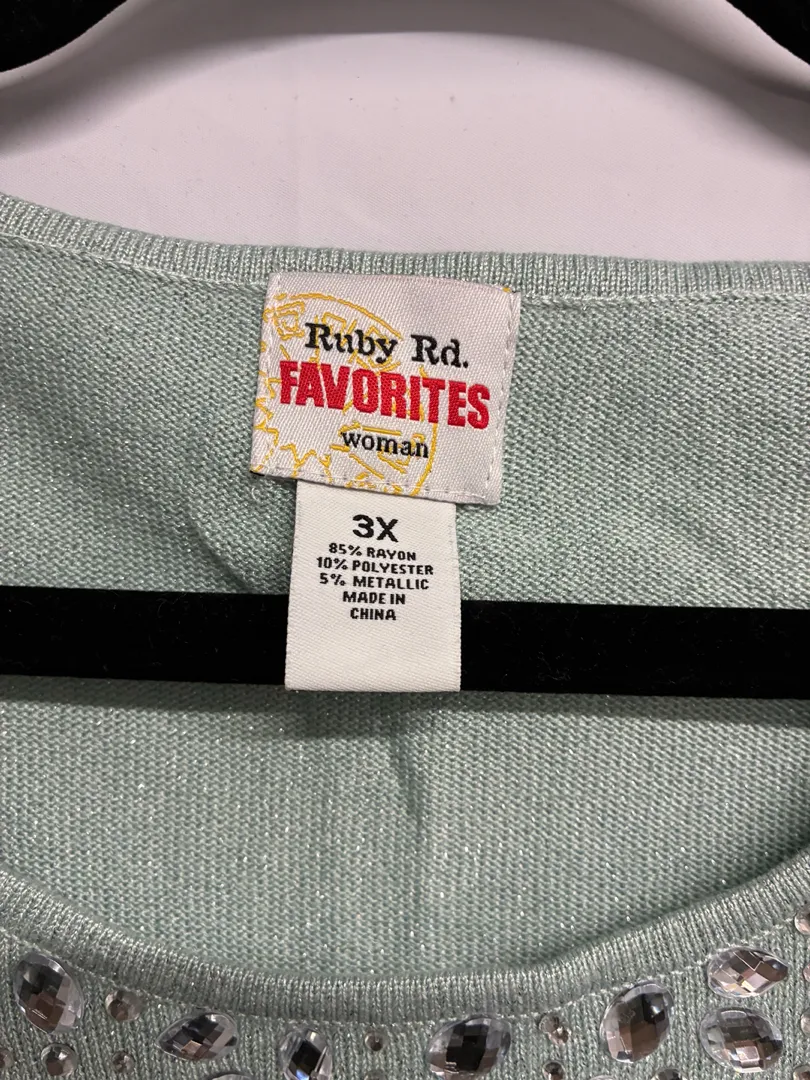 Ruby Rd.
FAVORITES
woman
3X
85% RAYON
10% POLYESTER
5% METALLIC
MADE IN
CHINA